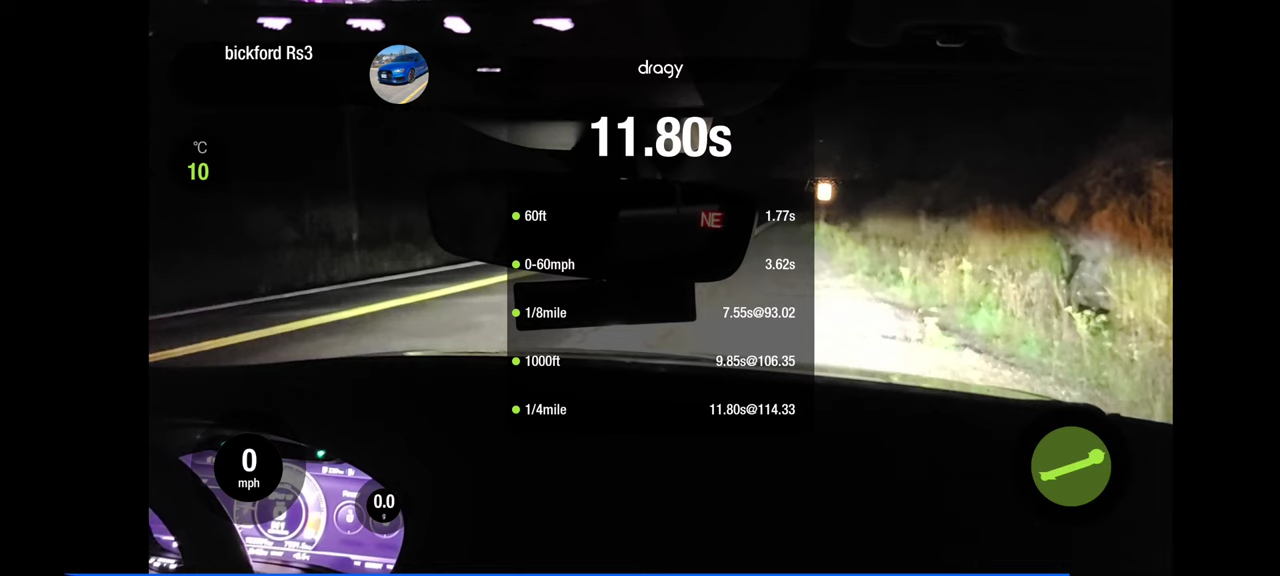 bickford Rs3
dragy
11.80s
°C
10
60ft 1.77s
NE
0-60mph 3.62s
1/8mile 7.55s@93.02
1000ft 9.85s@106.35
1/4mile 11.80s@114.33
0
mph
0.0
g